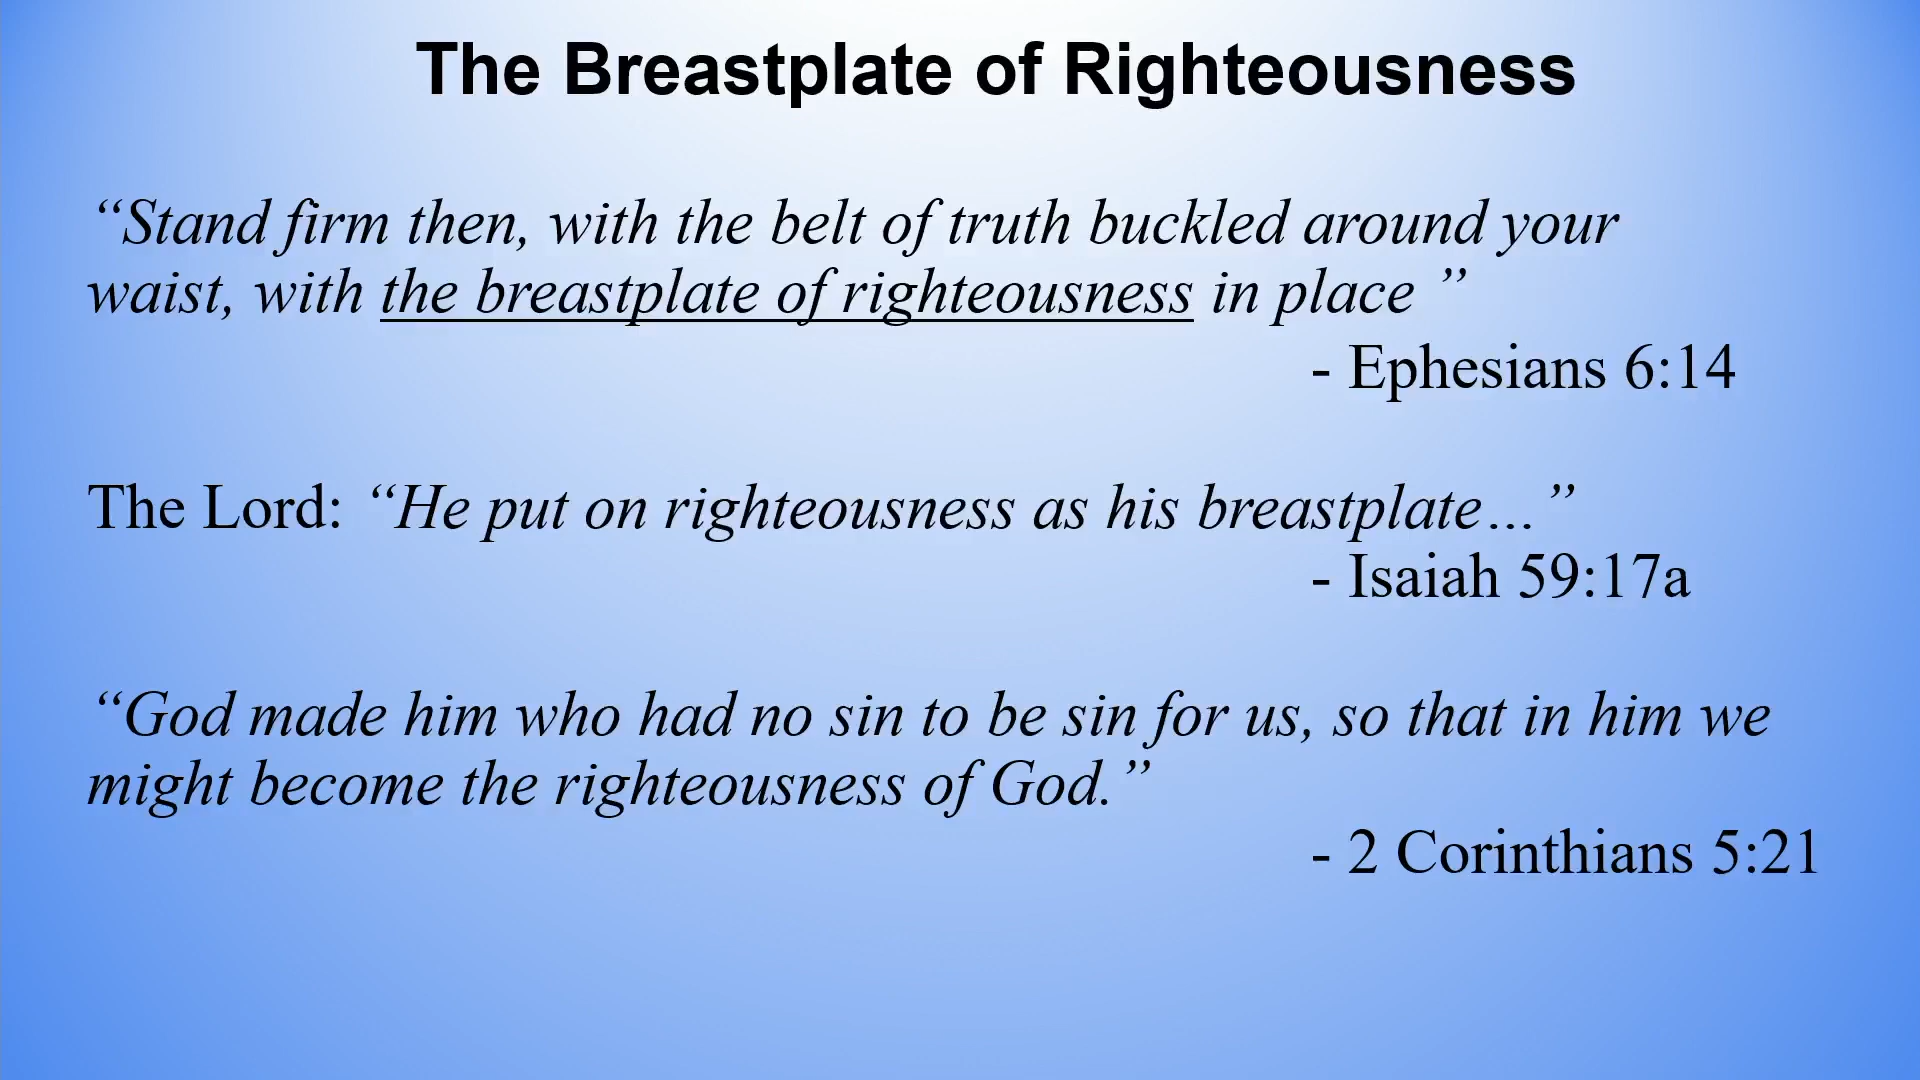 The Breastplate of Righteousness
“Stand firm then, with the belt of truth buckled around your
waist, with the breastplate of righteousness in place ”
- Ephesians 6:14
The Lord: “He put on righteousness as his breastplate…”
- Isaiah 59:17a
“God made him who had no sin to be sin for us, so that in him we
might become the righteousness of God.”
- 2 Corinthians 5:21